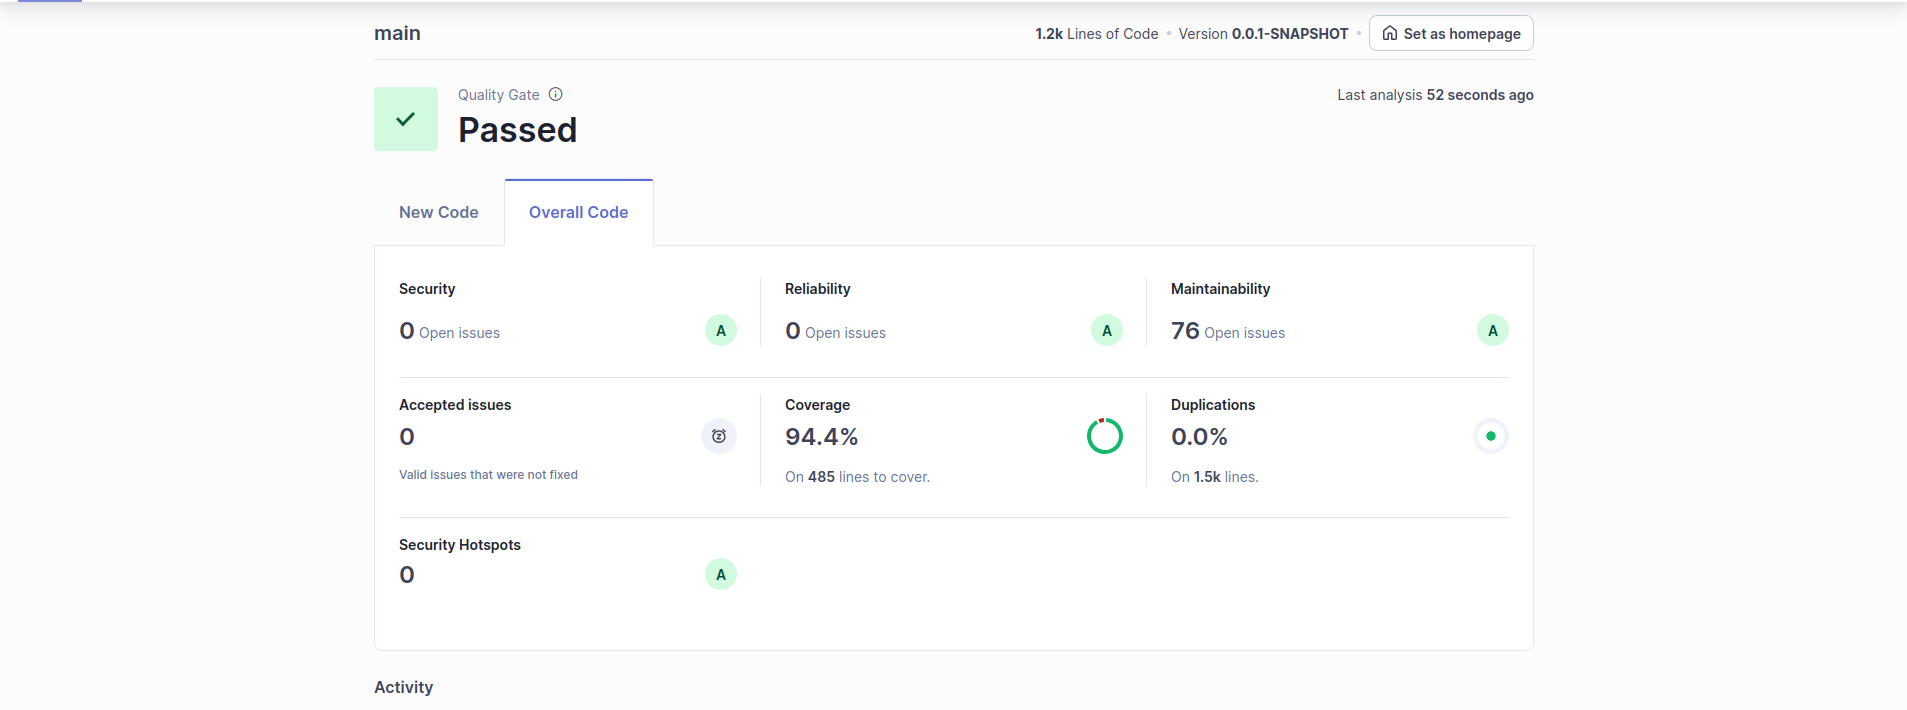 main
1.2k Lines of Code • Version 0.0.1-SNAPSHOT • Set as homepage
Quality Gate
Last analysis 52 seconds ago
Passed
New Code Overall Code
Security Reliability Maintainability
0 Open issues A 0 Open issues A 76 Open issues A
Accepted issues Coverage Duplications
0 94.4% 0.0%
Valid issues that were not fixed On 485 lines to cover. On 1.5k lines.
Security Hotspots
0 A
Activity